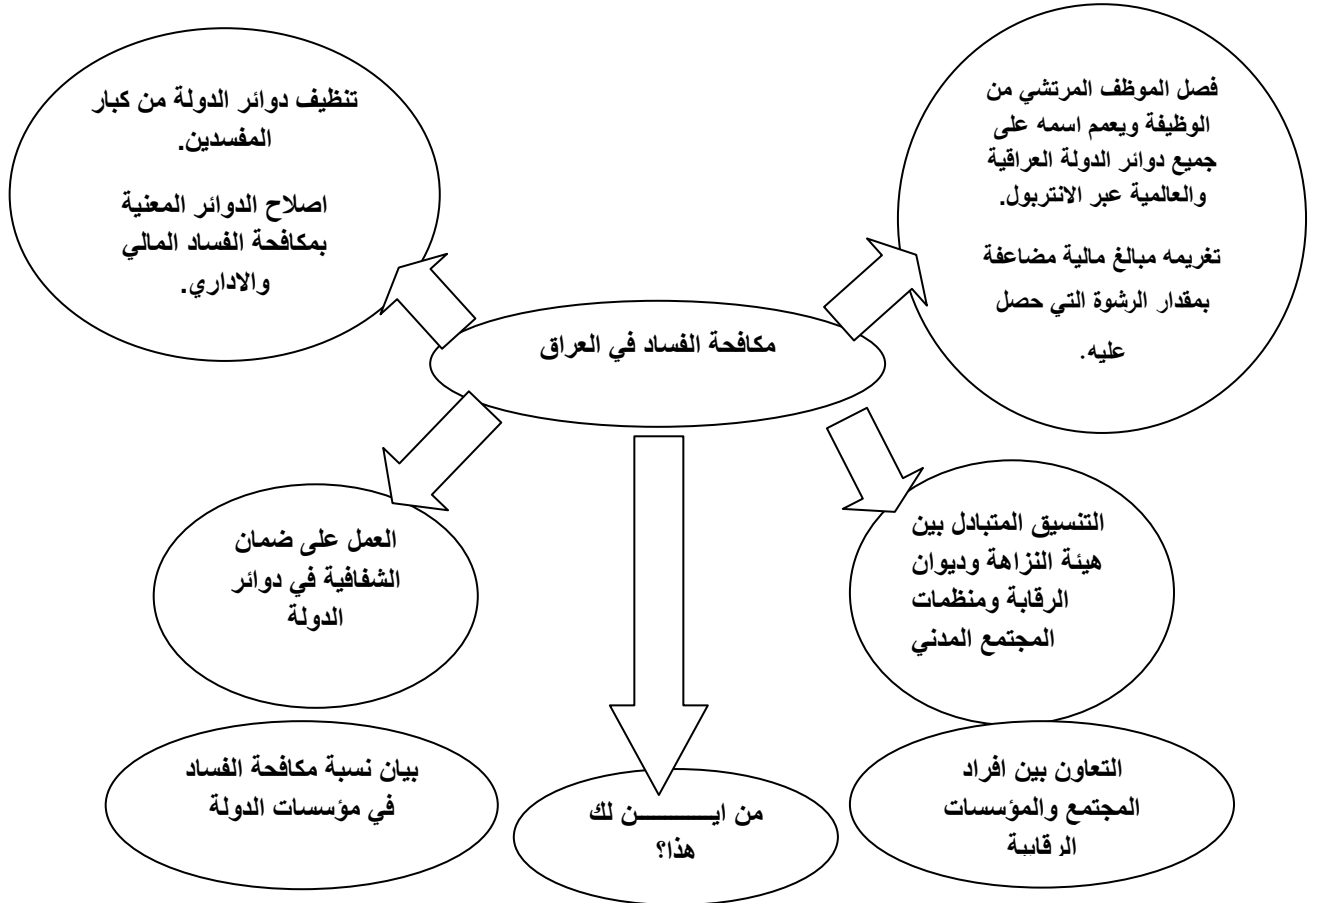 فصل الموظف المرتشي من
الوظيفة ويعمم اسمه على
جميع دوائر الدولة العراقية
والعالمية عبر الانتربول.
تغريمه مبالغ مالية مضاعفة
بمقدار الرشوة التي حصل
عليه.
تنظيف دوائر الدولة من كبار
المفسدين.
اصلاح الدوائر المعنية
بمكافحة الفساد المالي
والاداري.
مكافحة الفساد في العراق
التنسيق المتبادل بين
هيئة النزاهة وديوان
الرقابة ومنظمات
المجتمع المدني
العمل على ضمان
الشفافية في دوائر
الدولة
التعاون بين افراد
المجتمع والمؤسسات
الرقابية
من ايـــــــــــن لك
هذا؟
بيان نسبة مكافحة الفساد
في مؤسسات الدولة